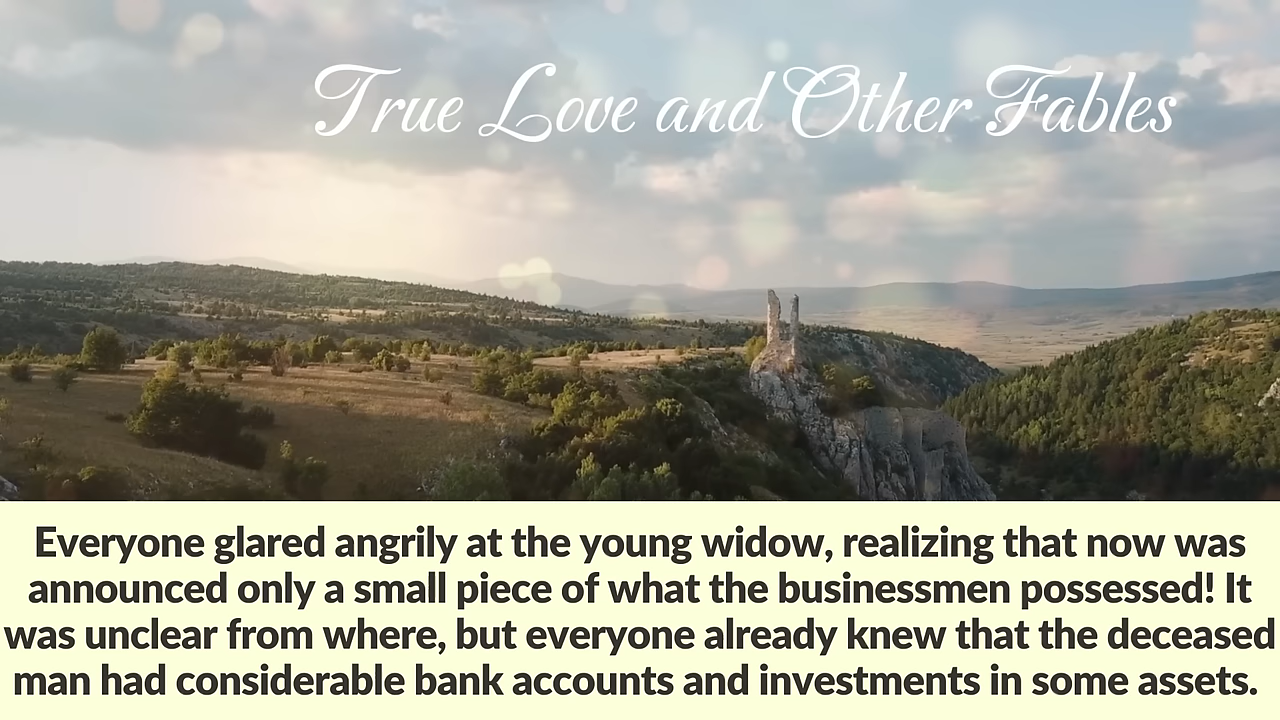 True Love and Other Fables
Everyone glared angrily at the young widow, realizing that now was
announced only a small piece of what the businessmen possessed! It
was unclear from where, but everyone already knew that the deceased
man had considerable bank accounts and investments in some assets.